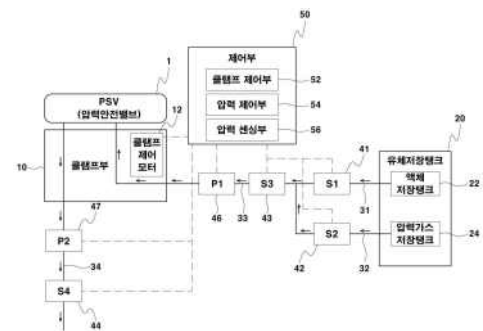 50
제어부
클램프 제어부
52
압력 제어부
54
압력 센싱부
56
1
PSV
(압력안전밸브)
12
10
클램프부
클램프
제어
모터
20
유체저장탱크
액체
저장탱크
22
압력가스
저장탱크
24
41
S1
31
S3
43
33
P1
46
S2
42
32
47
P2
34
S4
44